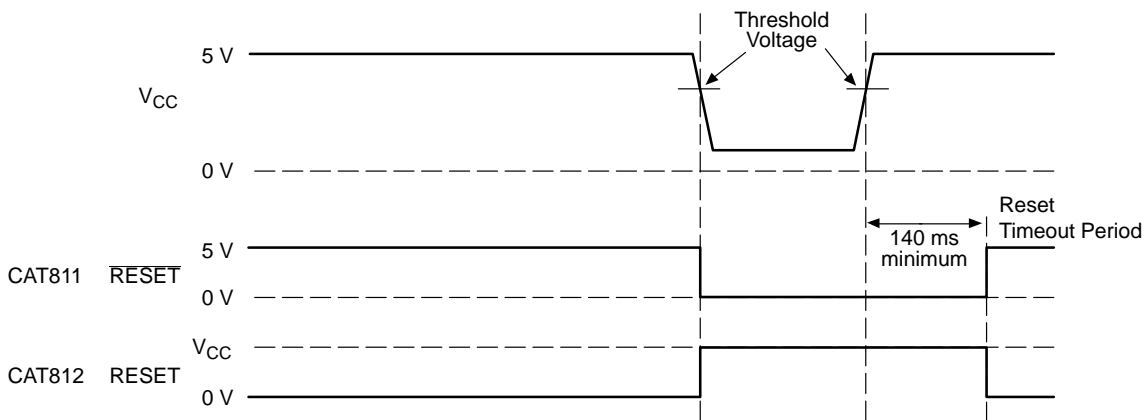 Threshold
Voltage
5 V
VCC
0 V
Reset
Timeout Period
140 ms
minimum
5 V
CAT811 RESET
0 V
VCC
CAT812 RESET
0 V